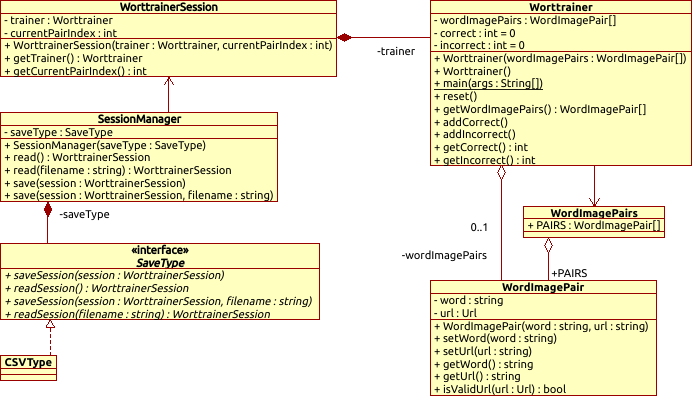 WorttrainerSession
- trainer : Worttrainer
- currentPairIndex : int
+ WorttrainerSession(trainer : Worttrainer, currentPairIndex : int)
+ getTrainer() : Worttrainer
+ getCurrentPairIndex() : int
-trainer
Worttrainer
- wordImagePairs : WordImagePair[]
- correct : int = 0
- incorrect : int = 0
+ Worttrainer(wordImagePairs : WordImagePair[])
+ Worttrainer()
+ main(args : String[])
+ reset()
+ getWordImagePairs() : WordImagePair[]
+ addCorrect()
+ addIncorrect()
+ getCorrect() : int
+ getIncorrect() : int
SessionManager
- saveType : SaveType
+ SessionManager(saveType : SaveType)
+ read() : WorttrainerSession
+ read(filename : string) : WorttrainerSession
+ save(session : WorttrainerSession)
+ save(session : WorttrainerSession, filename : string)
-saveType
«interface»
SaveType
+ saveSession(session : WorttrainerSession)
+ readSession() : WorttrainerSession
+ saveSession(session : WorttrainerSession, filename : string)
+ readSession(filename : string) : WorttrainerSession
CSVType
WordImagePairs
+ PAIRS : WordImagePair[]
0..1
-wordImagePairs
+PAIRS
WordImagePair
- word : string
- url : Url
+ WordImagePair(word : string, url : string)
+ setWord(word : string)
+ setUrl(url : string)
+ getWord() : string
+ getUrl() : string
+ isValidUrl(url : Url) : bool